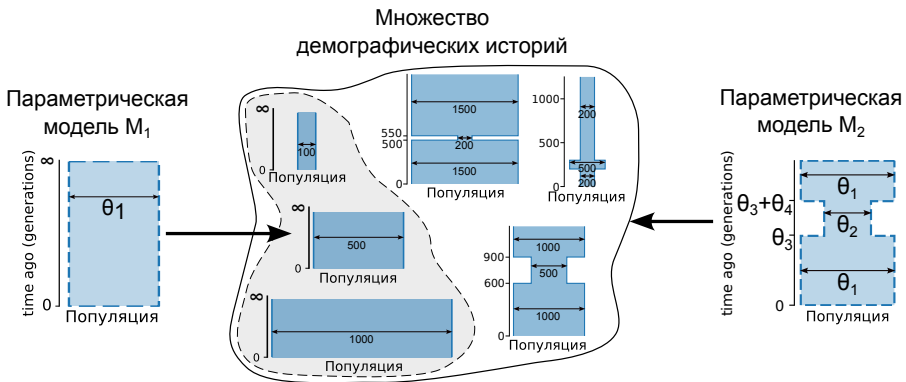 Множество
демографических историй
Параметрическая
модель M₁
time ago (generations)
∞
0
θ1
Популяция
∞
0
100
Популяция
∞
0
500
Популяция
∞
0
1000
Популяция
550
500
0
1500
200
1500
Популяция
1000
500
300
0
200
500
200
Популяция
900
600
0
1000
500
1000
Популяция
Параметрическая
модель M₂
time ago (generations)
θ₃+θ₄
θ₃
0
θ₁
θ₂
θ₁
Популяция